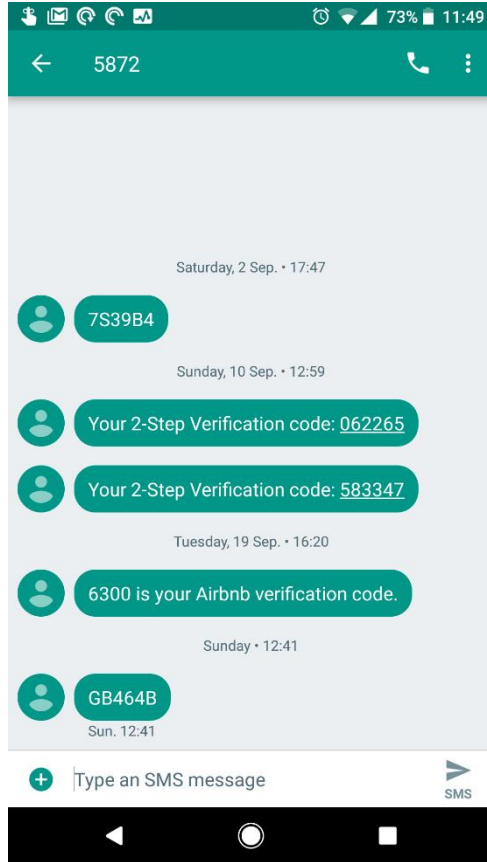 73% 11:49
5872
Saturday, 2 Sep. • 17:47
7S39B4
Sunday, 10 Sep. • 12:59
Your 2-Step Verification code: 062265
Your 2-Step Verification code: 583347
Tuesday, 19 Sep. • 16:20
6300 is your Airbnb verification code.
Sunday • 12:41
GB464B
Sun. 12:41
Type an SMS message
SMS